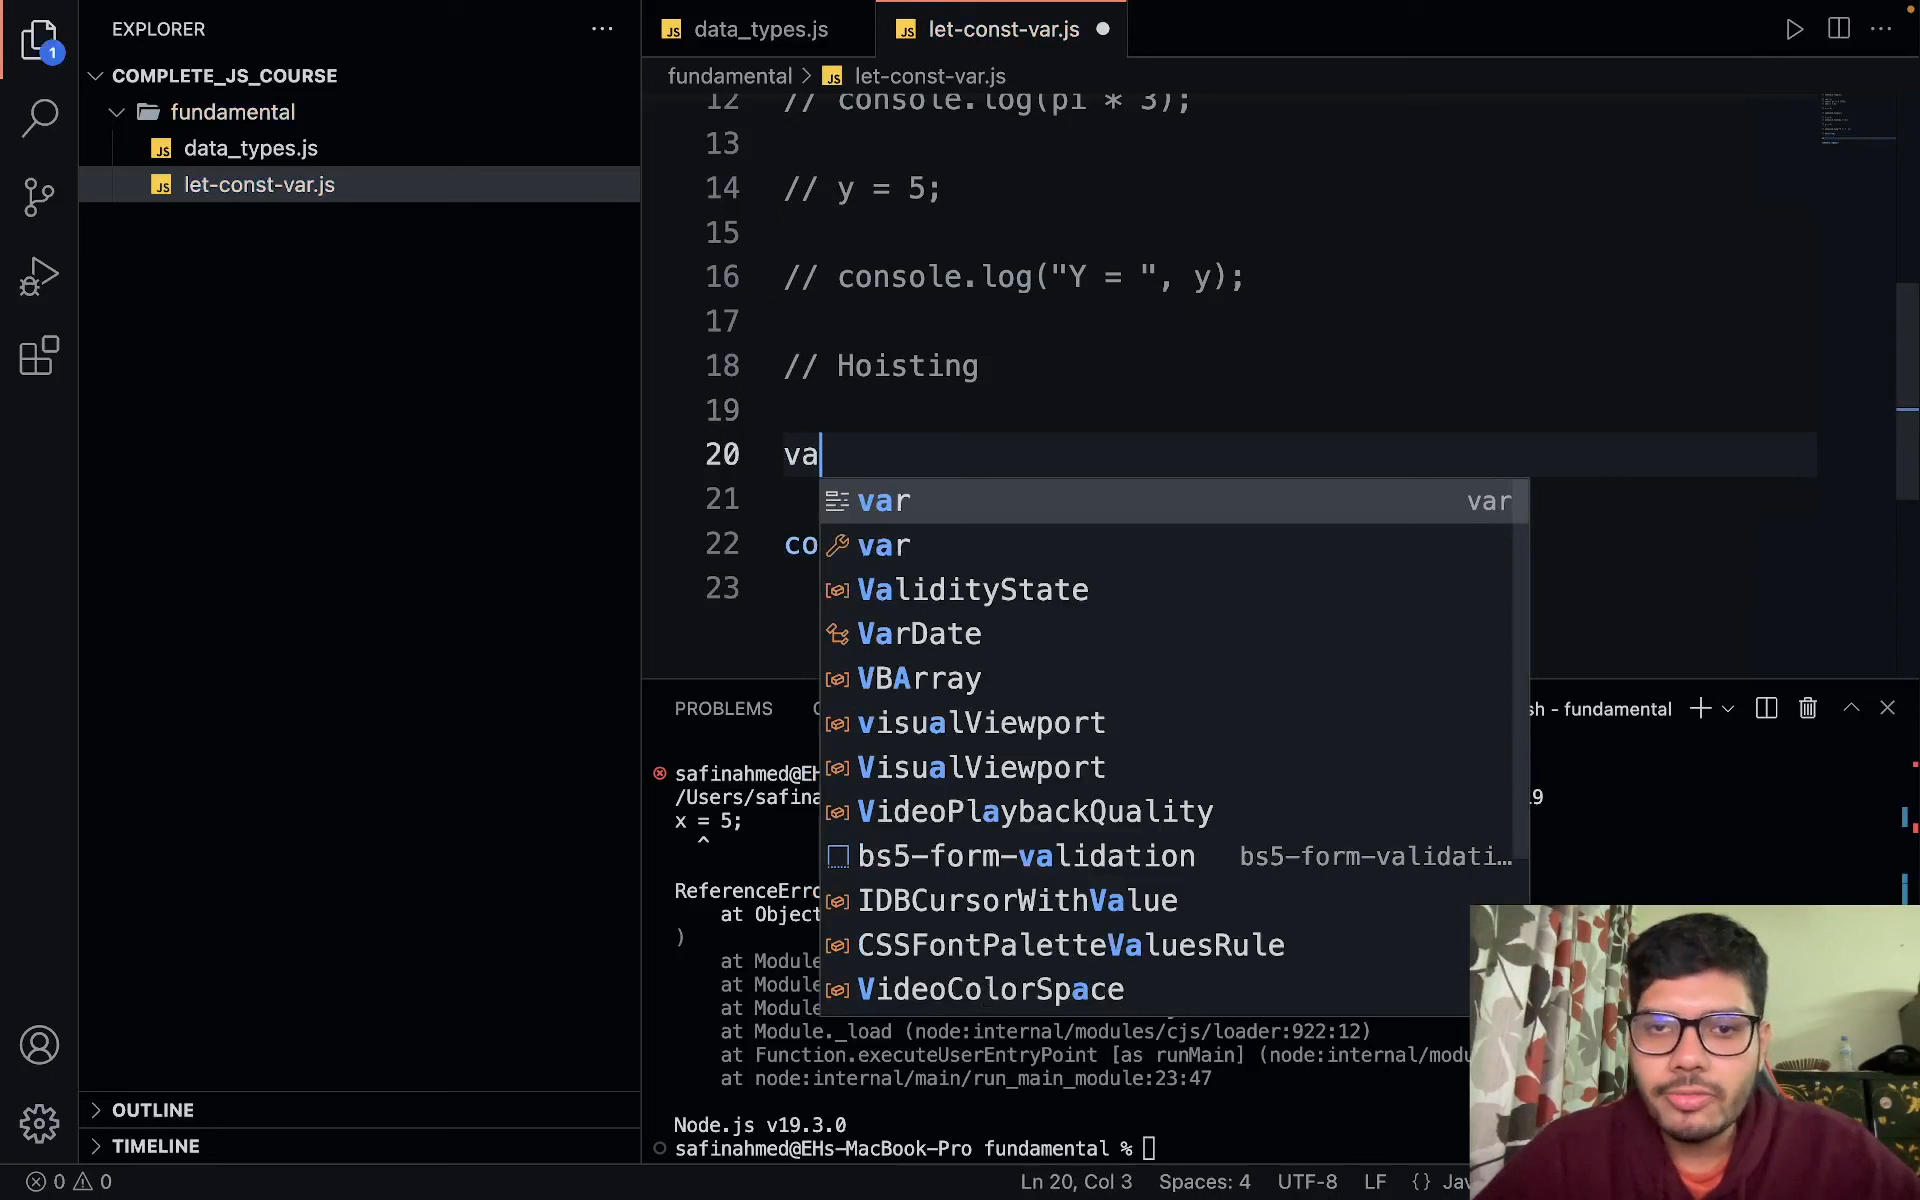 EXPLORER
data_types.js
let-const-var.js
COMPLETE_JS_COURSE
fundamental
data_types.js
let-const-var.js
fundamental > JS let-const-var.js
12 // console.log(pi * 3);
13
14 // y = 5;
15
16 // console.log("Y = ", y);
17
18 // Hoisting
19
20 va
21
22 co
23
var var
var
ValidityState
VarDate
VBArray
visualViewport
VisualViewport
VideoPlaybackQuality
bs5-form-validation bs5-form-validati...
IDBCursorWithValue
CSSFontPaletteValuesRule
VideoColorSpace
PROBLEMS
sh - fundamental
safinahmed@EH
/Users/safina
x = 5;
^
ReferenceErro
at Object
)
at Module
at Module
at Module
at Module._load (node:internal/modules/cjs/loader:922:12)
at Function.executeUserEntryPoint [as runMain] (node:internal/modu
at node:internal/main/run_main_module:23:47
Node.js v19.3.0
safinahmed@EHs-MacBook-Pro fundamental %
OUTLINE
TIMELINE
0 0
Ln 20, Col 3 Spaces: 4 UTF-8 LF {} Jav